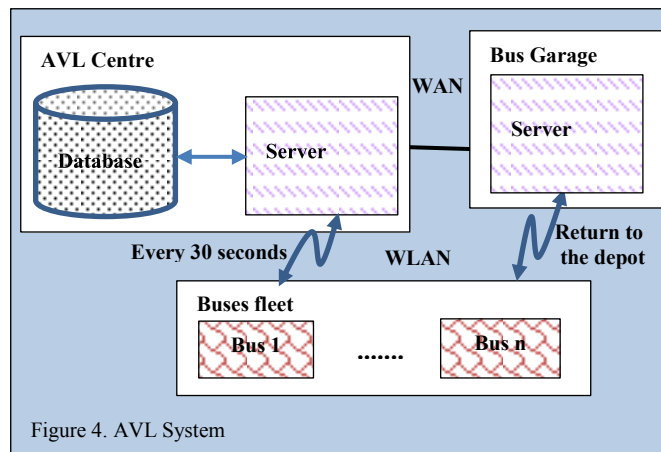 AVL Centre
Database
Server
WAN
Bus Garage
Server
Every 30 seconds
WLAN
Return to
the depot
Buses fleet
Bus 1
.......
Bus n
Figure 4. AVL System